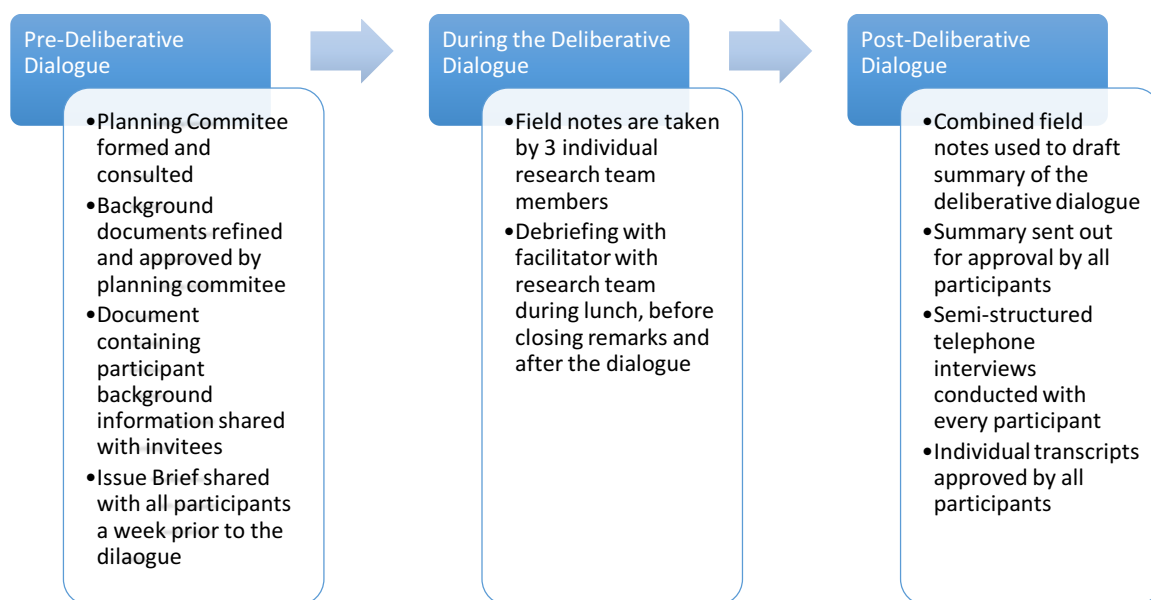 Pre-Deliberative
Dialogue
•Planning Commitee
formed and
consulted
•Background
documents refined
and approved by
planning commitee
•Document
containing
participant
background
information shared
with invitees
•Issue Brief shared
with all participants
a week prior to the
dilaogue
During the Deliberative
Dialogue
•Field notes are taken
by 3 individual
research team
members
•Debriefing with
facilitator with
research team
during lunch, before
closing remarks and
after the dialogue
Post-Deliberative
Dialogue
•Combined field
notes used to draft
summary of the
deliberative dialogue
•Summary sent out
for approval by all
participants
•Semi-structured
telephone
interviews
conducted with
every participant
•Individual transcripts
approved by all
participants